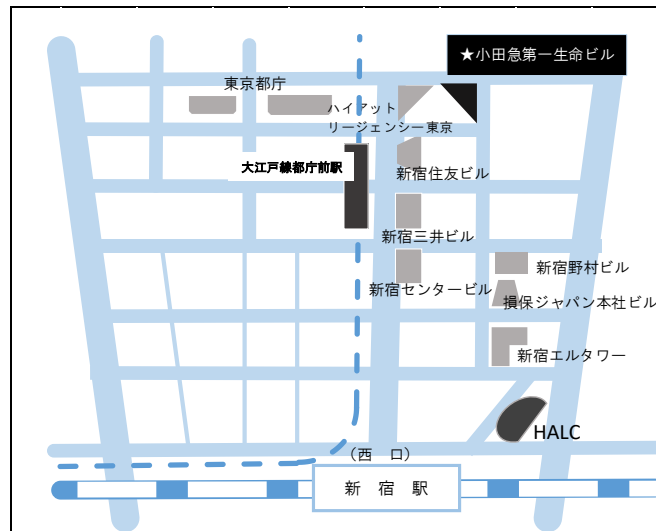 ★小田急第一生命ビル
東京都庁
ハイアット
リージェンシー東京
大江戸線都庁前駅
新宿住友ビル
新宿三井ビル
新宿野村ビル
新宿センタービル
損保ジャパン本社ビル
新宿エルタワー
HALC
（西　口）
新 宿 駅